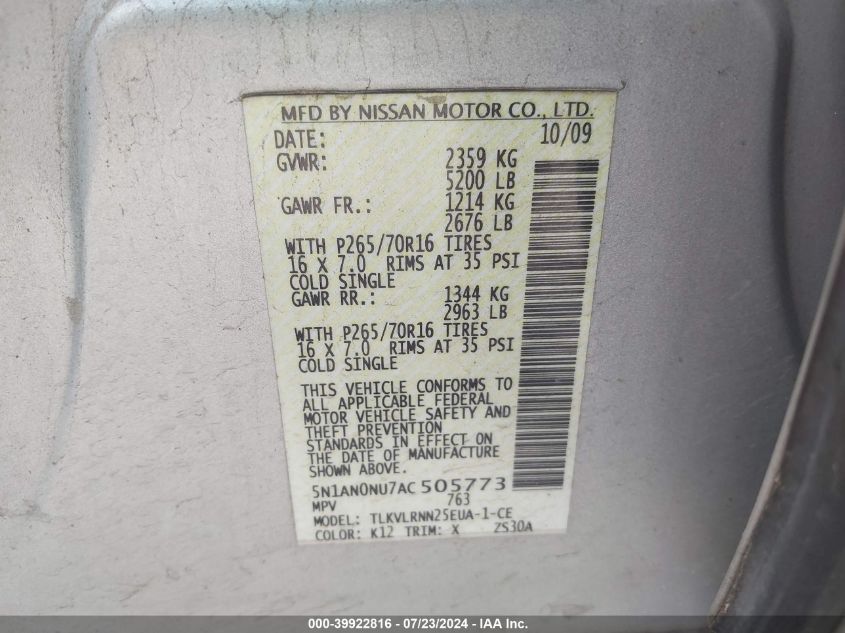 MFD BY NISSAN MOTOR CO., LTD.
DATE: 10/09
GVWR: 2359 KG
5200 LB
GAWR FR.: 1214 KG
2676 LB
WITH P265/70R16 TIRES
16 X 7.0 RIMS AT 35 PSI
COLD SINGLE
GAWR RR.: 1344 KG
2963 LB
WITH P265/70R16 TIRES
16 X 7.0 RIMS AT 35 PSI
COLD SINGLE
THIS VEHICLE CONFORMS TO
ALL APPLICABLE FEDERAL
MOTOR VEHICLE SAFETY AND
THEFT PREVENTION
STANDARDS IN EFFECT ON
THE DATE OF MANUFACTURE
SHOWN ABOVE.
5N1AN0NU7AC505773
MPV 763
MODEL: TLKVLRNN25EUA-1-CE
COLOR: K12 TRIM: X ZS30A
000-39922816 / 07/23/2024 - IAA Inc.